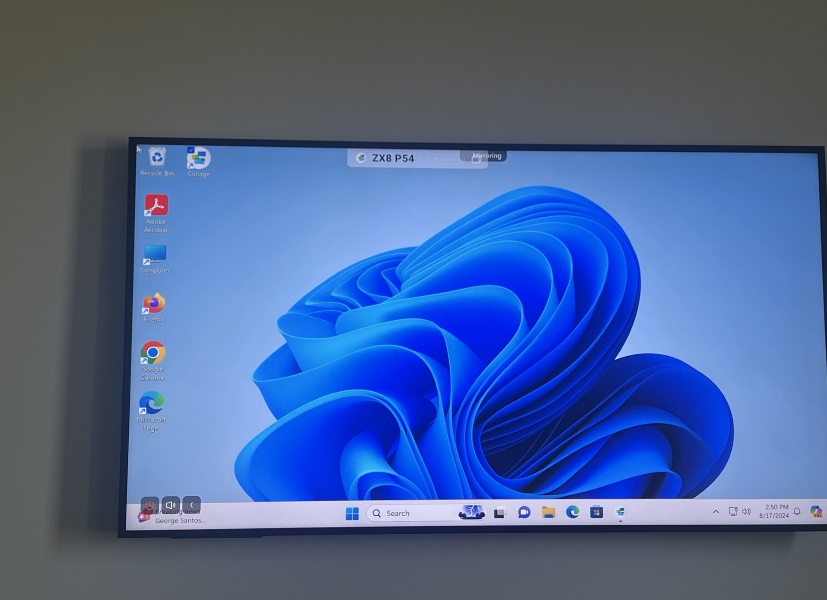 Recycle Bin
Collage
ZX8 P54
Mirroring
Adobe
Acrobat
Computer
Firefox
Google
Chrome
Microsoft
Edge
George Santos...
Search
2:50 PM
8/17/2024